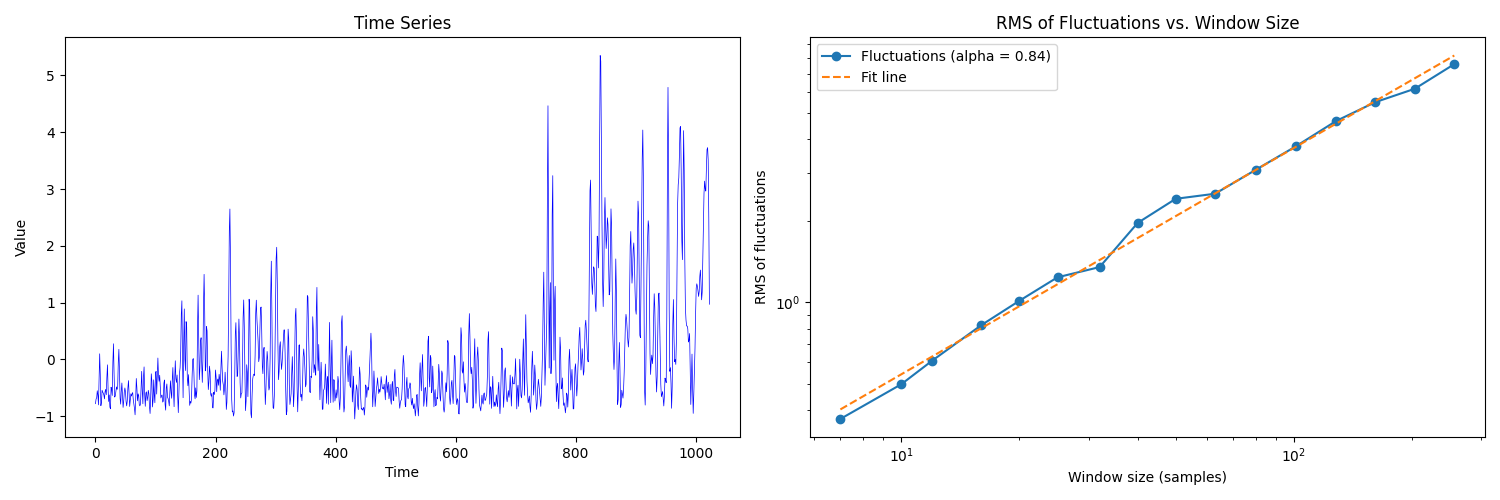 Time Series
5
4
3
2
1
0
−1
Value
0
200
400
600
800
1000
Time
RMS of Fluctuations vs. Window Size
Fluctuations (alpha = 0.84)
Fit line
10⁰
RMS of fluctuations
10¹
10²
Window size (samples)